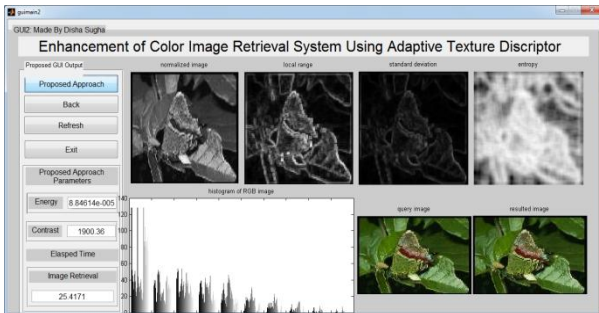 guimain2
GUI2: Made By Disha Sugha
Enhancement of Color Image Retrieval System Using Adaptive Texture Discriptor
Proposed GUI Output
normalized image
local range
standard deviation
entropy
Proposed Approach
Back
Refresh
Exit
Proposed Approach
Parameters
Energy 8.84614e-005
Contrast 1900.36
Elasped Time
Image Retrieval
25.4171
histogram of RGB image
140
120
100
80
60
40
20
query image
resulted image